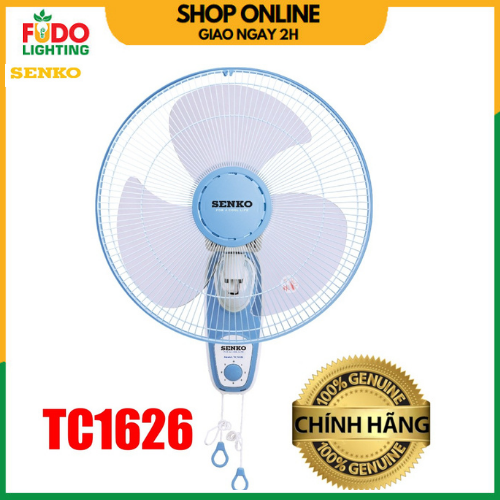 FUDO
LIGHTING
SENKO
SHOP ONLINE
GIAO NGAY 2H
SENKO
SENKO
TC1626
100% GENUINE
CHÍNH HÃNG
100% GENUINE